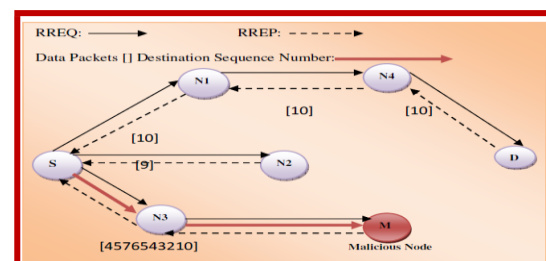 RREQ: RREP:
Data Packets [] Destination Sequence Number:
N1
N4
[10]
[10]
[10]
D
S
[9]
N2
N3
M
[4576543210]
Malicious Node